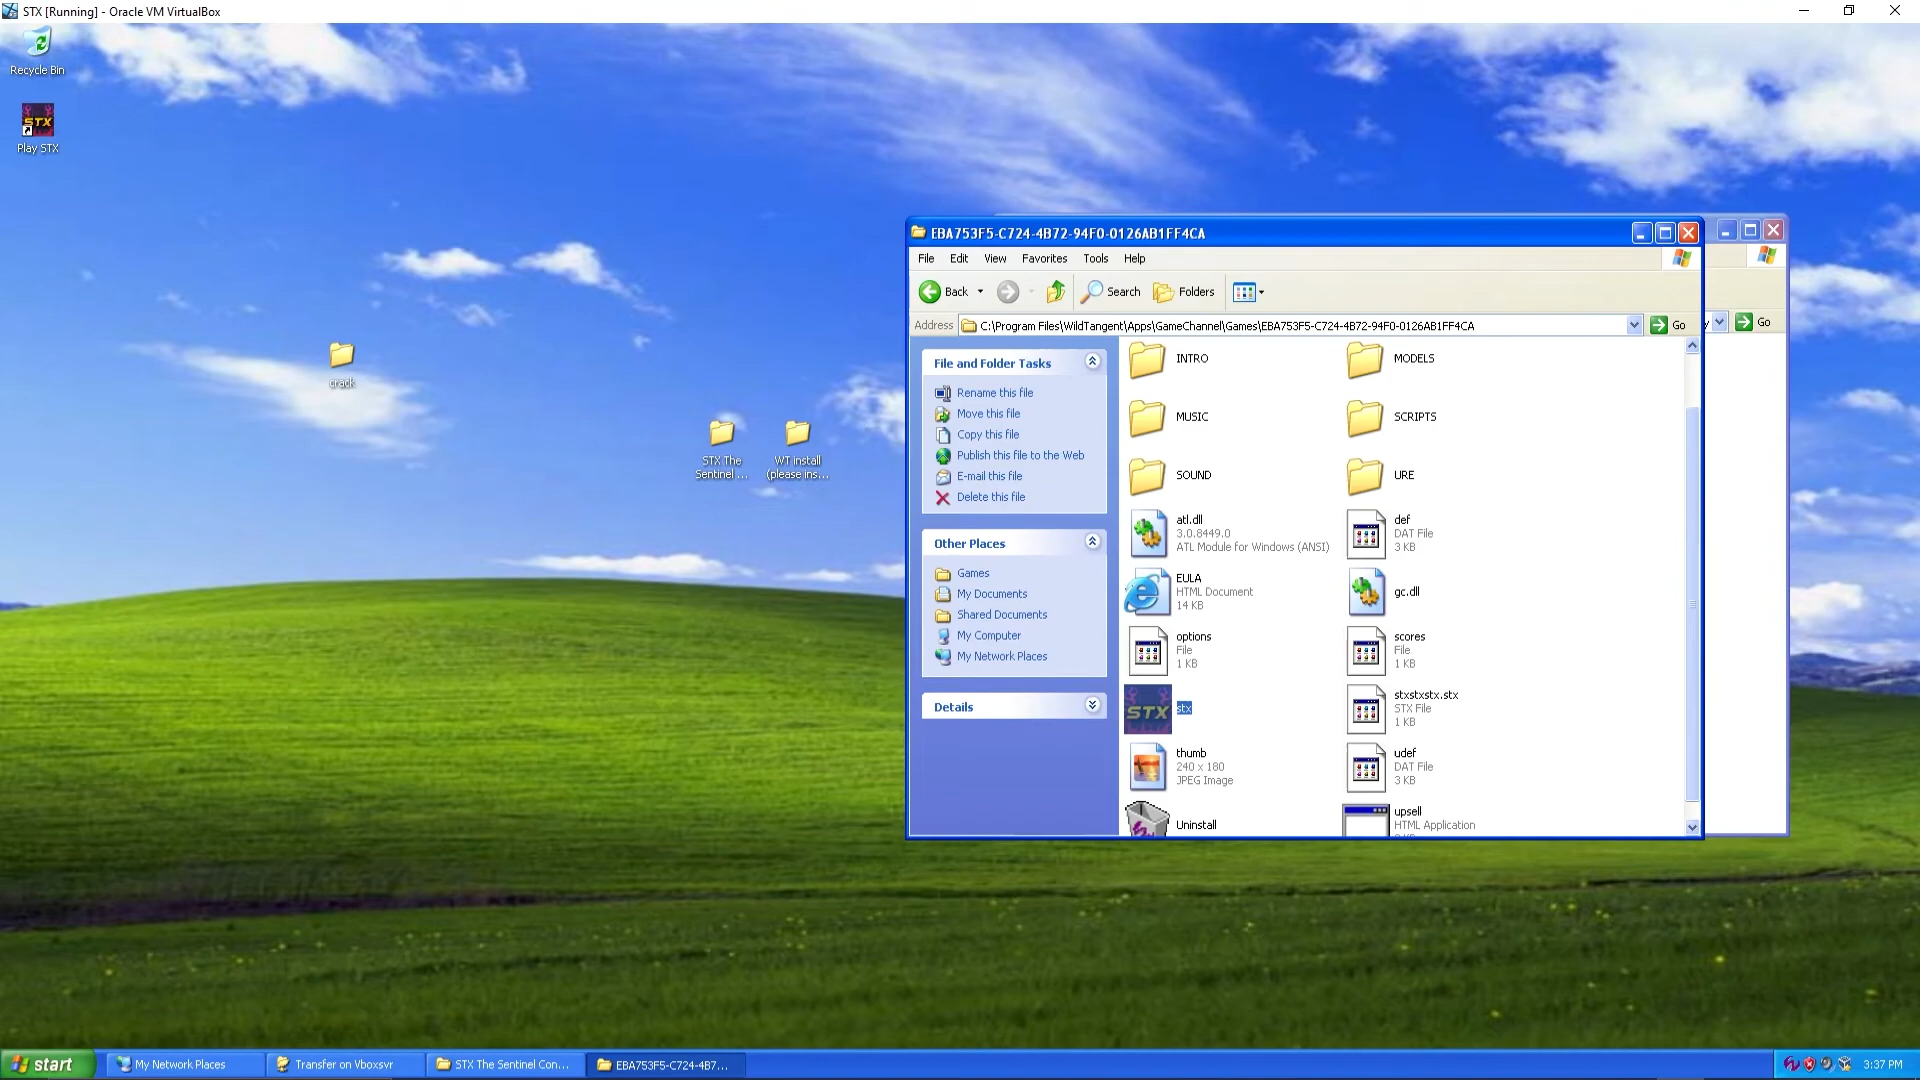 STX [Running] - Oracle VM VirtualBox
Recycle Bin
STX
Play STX
crack
STX The
Sentinel ...
WT install
(please ins...
EBA753F5-C724-4B72-94F0-0126AB1FF4CA
File Edit View Favorites Tools Help
Back Search Folders
Address C:\Program Files\WildTangent\Apps\GameChannel\Games\EBA753F5-C724-4B72-94F0-0126AB1FF4CA Go
y Go
File and Folder Tasks
Rename this file
Move this file
Copy this file
Publish this file to the Web
E-mail this file
Delete this file
Other Places
Games
My Documents
Shared Documents
My Computer
My Network Places
Details
INTRO
MODELS
MUSIC
SCRIPTS
SOUND
URE
atl.dll
3.0.8449.0
ATL Module for Windows (ANSI)
def
DAT File
3 KB
EULA
HTML Document
14 KB
gc.dll
options
File
1 KB
scores
File
1 KB
STX
stx
stxstxstx.stx
STX File
1 KB
thumb
240 x 180
JPEG Image
udef
DAT File
3 KB
Uninstall
upsell
HTML Application
start
My Network Places
Transfer on Vboxsvr
STX The Sentinel Con...
EBA753F5-C724-4B7...
3:37 PM